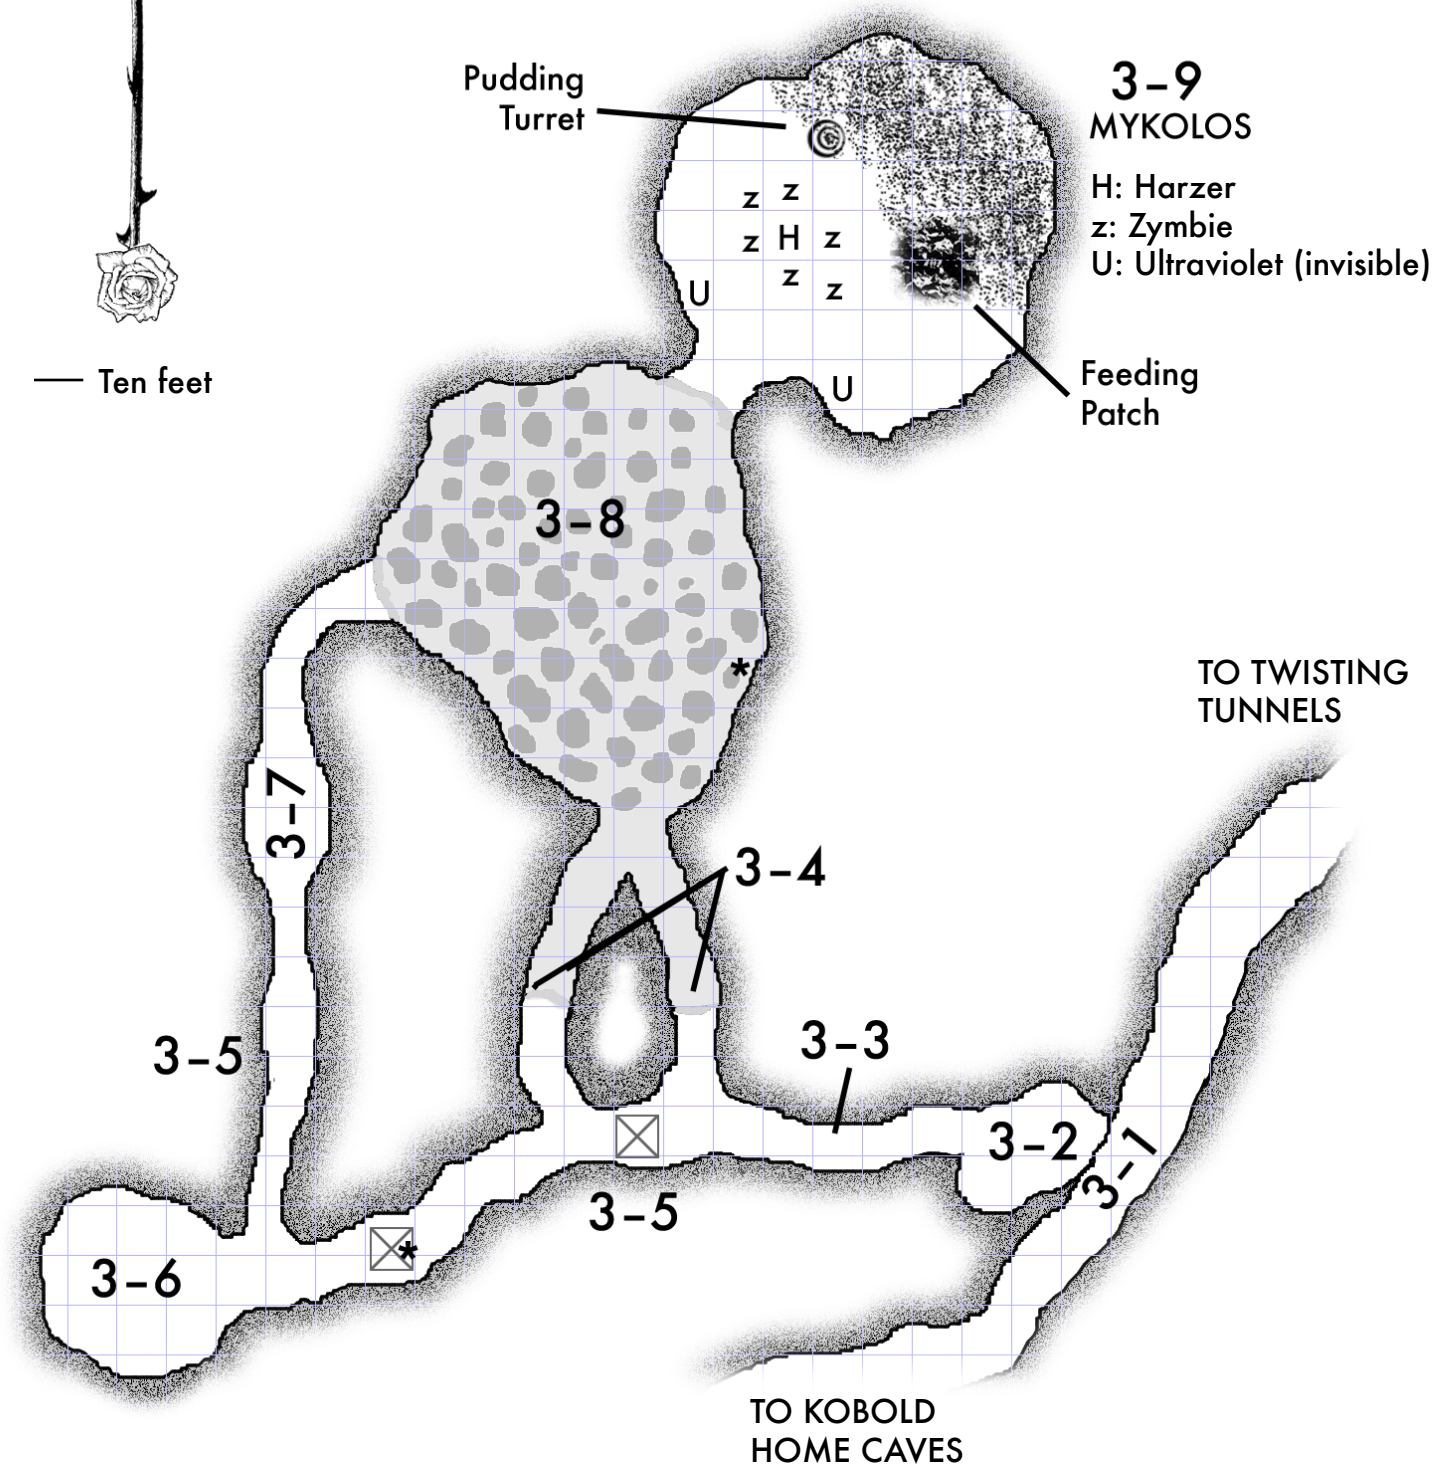 Pudding
Turret
3-9
MYKOLOS
H: Harzer
z: Zymbie
U: Ultraviolet (invisible)
z z
z H z
z z
U
U
Feeding
Patch
Ten feet
3-8
*
TO TWISTING
TUNNELS
3-7
3-4
3-3
3-5
3-2
3-1
3-5
*
3-6
TO KOBOLD
HOME CAVES